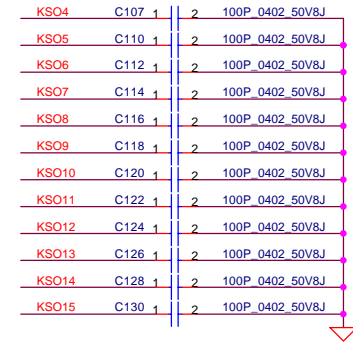 KSO4 C107 1 2 100P_0402_50V8J
KSO5 C110 1 2 100P_0402_50V8J
KSO6 C112 1 2 100P_0402_50V8J
KSO7 C114 1 2 100P_0402_50V8J
KSO8 C116 1 2 100P_0402_50V8J
KSO9 C118 1 2 100P_0402_50V8J
KSO10 C120 1 2 100P_0402_50V8J
KSO11 C122 1 2 100P_0402_50V8J
KSO12 C124 1 2 100P_0402_50V8J
KSO13 C126 1 2 100P_0402_50V8J
KSO14 C128 1 2 100P_0402_50V8J
KSO15 C130 1 2 100P_0402_50V8J